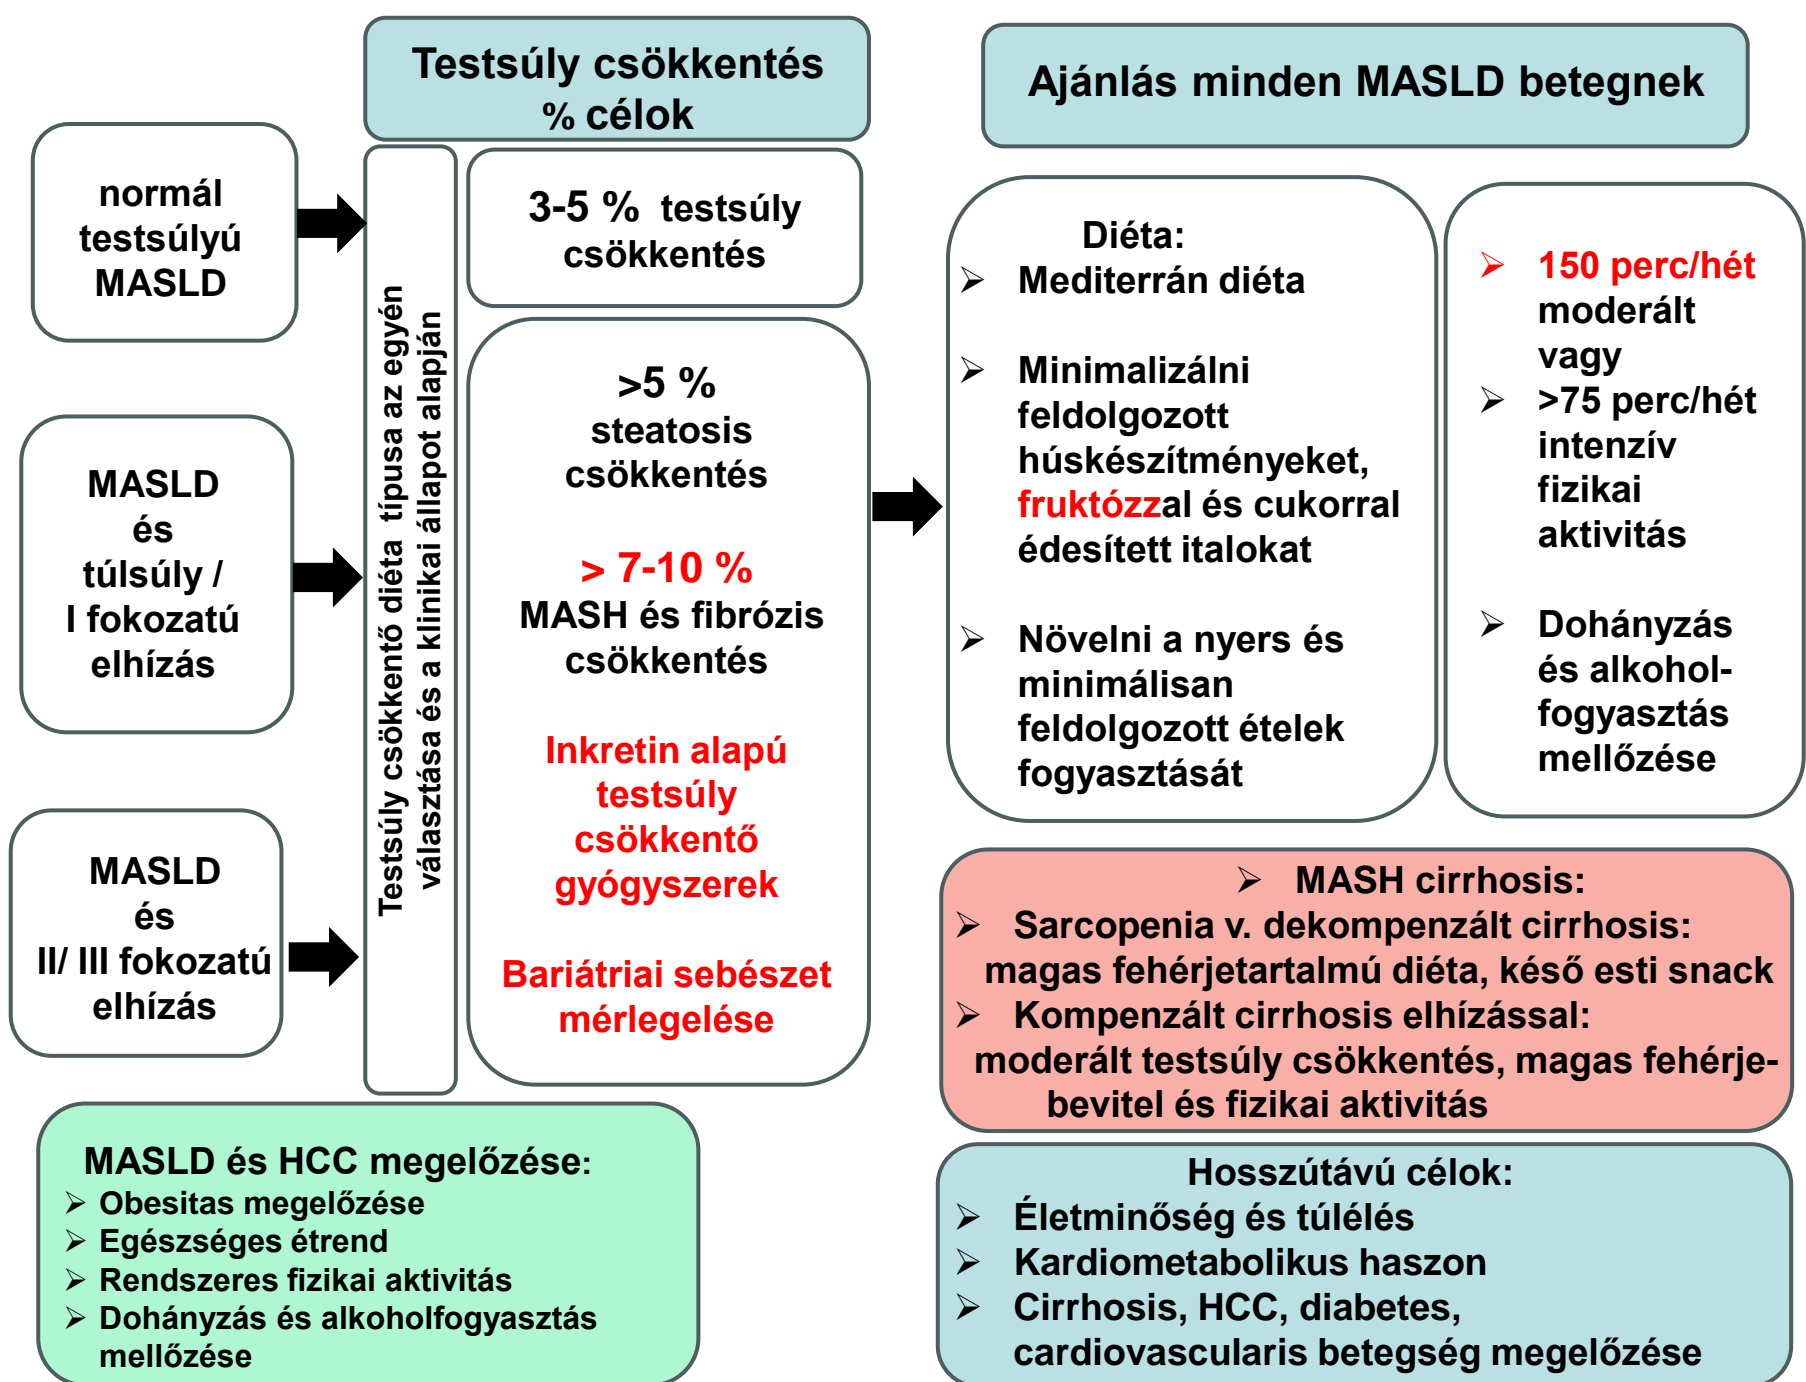 Testsúly csökkentés
% célok
Ajánlás minden MASLD betegnek
normál
testsúlyú
MASLD
MASLD
és
túlsúly /
I fokozatú
elhízás
MASLD
és
II/ III fokozatú
elhízás
Testsúly csökkentő diéta típusa az egyén
választása és a klinikai állapot alapján
3-5 % testsúly
csökkentés
>5 %
steatosis
csökkentés
> 7-10 %
MASH és fibrózis
csökkentés
Inkretin alapú
testsúly
csökkentő
gyógyszerek
Bariátriai sebészet
mérlegelése
Diéta:
➢ Mediterrán diéta
➢ Minimalizálni
feldolgozott
húskészítményeket,
fruktózzal és cukorral
édesített italokat
➢ Növelni a nyers és
minimálisan
feldolgozott ételek
fogyasztását
➢ 150 perc/hét
moderált
vagy
➢ >75 perc/hét
intenzív
fizikai
aktivitás
➢ Dohányzás
és alkohol-
fogyasztás
mellőzése
➢ MASH cirrhosis:
➢ Sarcopenia v. dekompenzált cirrhosis:
magas fehérjetartalmú diéta, késő esti snack
➢ Kompenzált cirrhosis elhízással:
moderált testsúly csökkentés, magas fehérje-
bevitel és fizikai aktivitás
MASLD és HCC megelőzése:
➢ Obesitas megelőzése
➢ Egészséges étrend
➢ Rendszeres fizikai aktivitás
➢ Dohányzás és alkoholfogyasztás
mellőzése
Hosszútávú célok:
➢ Életminőség és túlélés
➢ Kardiometabolikus haszon
➢ Cirrhosis, HCC, diabetes,
cardiovascularis betegség megelőzése